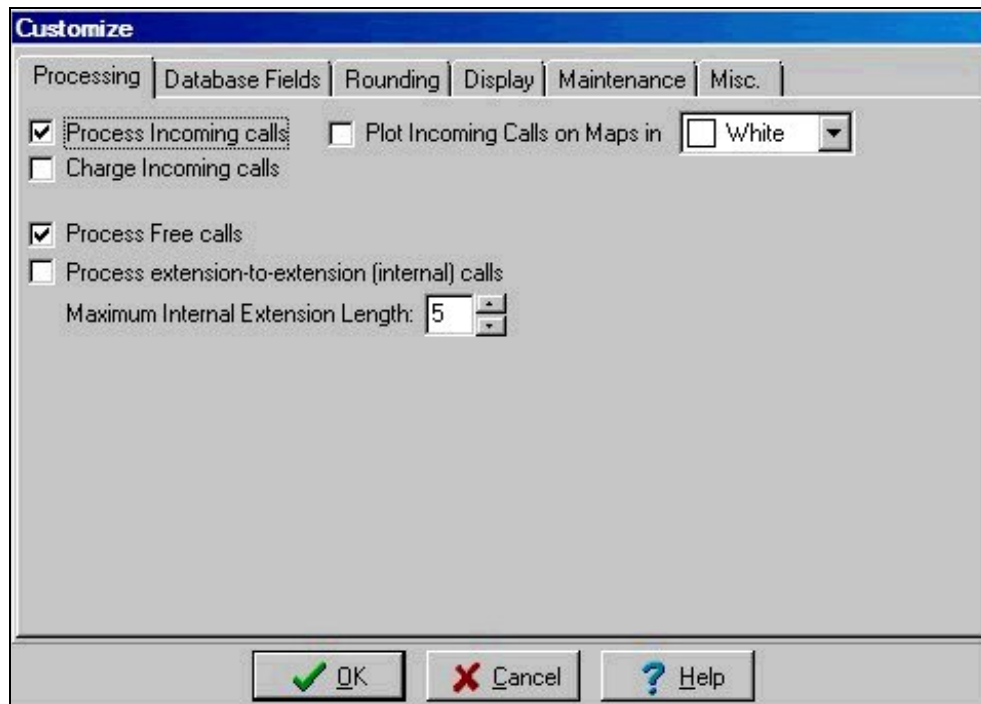 Customize
Processing Database Fields Rounding Display Maintenance Misc.
Process Incoming calls Plot Incoming Calls on Maps in White
Charge Incoming calls
Process Free calls
Process extension-to-extension (internal) calls
Maximum Internal Extension Length: 5
OK Cancel Help